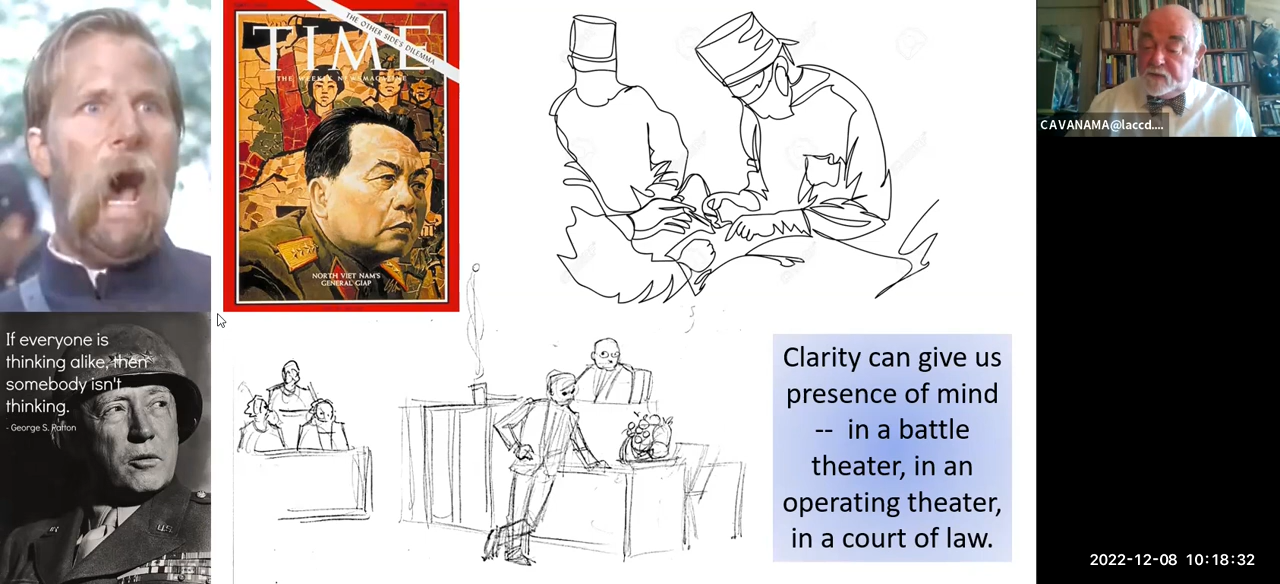 THE OTHER SIDE'S DILEMMA
TIME
THE WEEKLY NEWSMAGAZINE
NORTH VIET NAM'S
GENERAL GIAP
If everyone is
thinking alike, then
somebody isn't
thinking.
- George S. Patton
U.S.
Clarity can give us
presence of mind
-- in a battle
theater, in an
operating theater,
in a court of law.
CAVANAMA@laccd....
2022-12-08 10:18:32